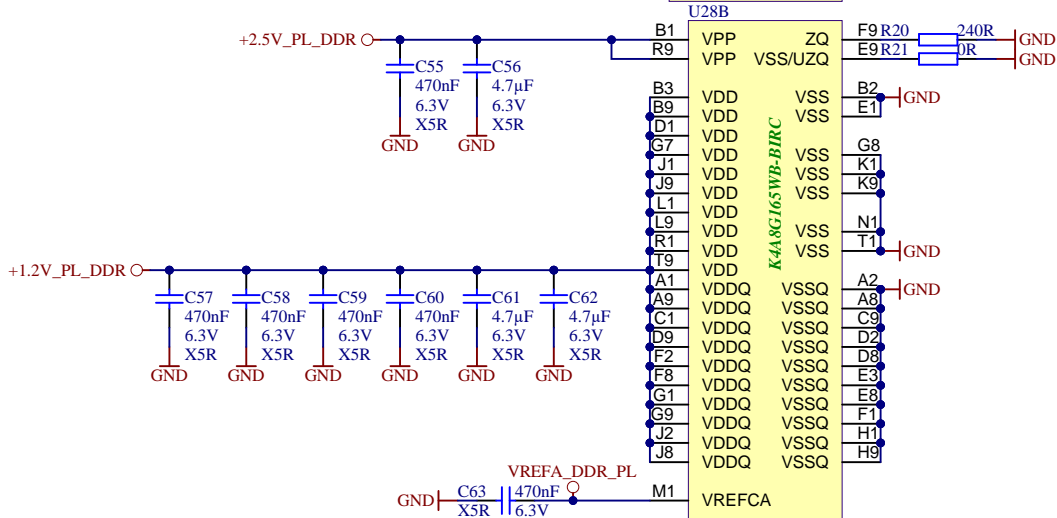 U28B
+2.5V_PL_DDR
B1 VPP ZQ F9 R20 240R GND
R9 VPP VSS/UZQ E9 R21 0R GND
C55 C56
470nF 4.7µF
6.3V 6.3V
X5R X5R
GND GND
B3 VDD VSS B2 GND
B9 VDD VSS E1
D1 VDD
G7 VDD VSS G8
J1 VDD VSS K1
J9 VDD VSS K9
L1 VDD
L9 VDD VSS N1
R1 VDD VSS T1 GND
+1.2V_PL_DDR T9 VDD
K4A8G165WB-BIRC
A1 VDDQ VSSQ A2 GND
A9 VDDQ VSSQ A8
C1 VDDQ VSSQ C9
D9 VDDQ VSSQ D2
F2 VDDQ VSSQ D8
F8 VDDQ VSSQ E3
G1 VDDQ VSSQ E8
G9 VDDQ VSSQ F1
J2 VDDQ VSSQ H1
J8 VDDQ VSSQ H9
C57 C58 C59 C60 C61 C62
470nF 470nF 470nF 470nF 4.7µF 4.7µF
6.3V 6.3V 6.3V 6.3V 6.3V 6.3V
X5R X5R X5R X5R X5R X5R
GND GND GND GND GND GND
VREFA_DDR_PL
GND C63 470nF M1 VREFCA
X5R 6.3V